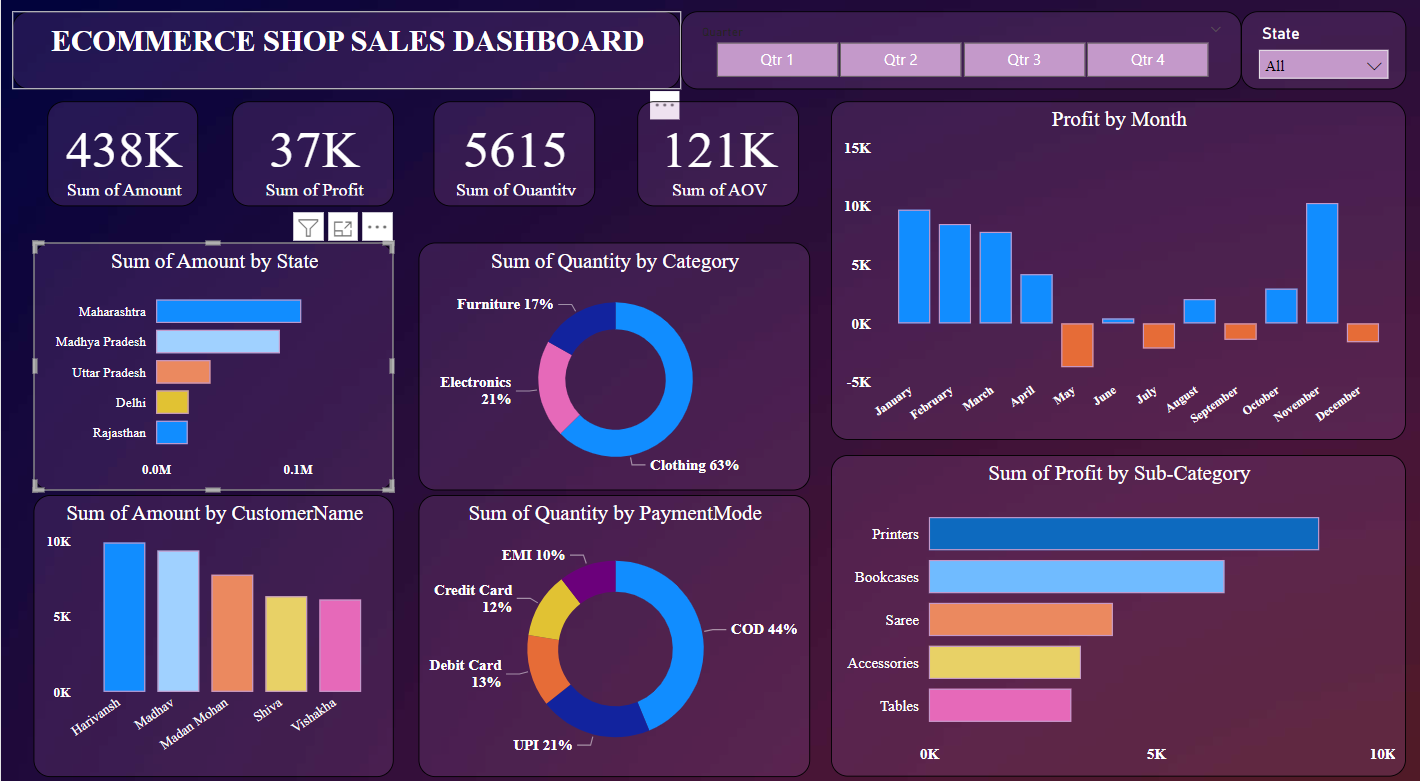 ECOMMERCE SHOP SALES DASHBOARD
Qtr 1
Qtr 2
Qtr 3
Qtr 4
State
All
438K
Sum of Amount
37K
Sum of Profit
5615
Sum of Quantity
121K
Sum of AOV
Profit by Month
15K
10K
5K
0K
-5K
January
February
March
April
May
June
July
August
September
October
November
December
Sum of Amount by State
Maharashtra
Madhya Pradesh
Uttar Pradesh
Delhi
Rajasthan
0.0M
0.1M
Sum of Quantity by Category
Furniture 17%
Electronics
21%
Clothing 63%
Sum of Amount by CustomerName
10K
5K
0K
Harivansh
Madhav
Madan Mohan
Shiva
Vishakha
Sum of Quantity by PaymentMode
EMI 10%
Credit Card
12%
Debit Card
13%
UPI 21%
COD 44%
Sum of Profit by Sub-Category
Printers
Bookcases
Saree
Accessories
Tables
0K
5K
10K